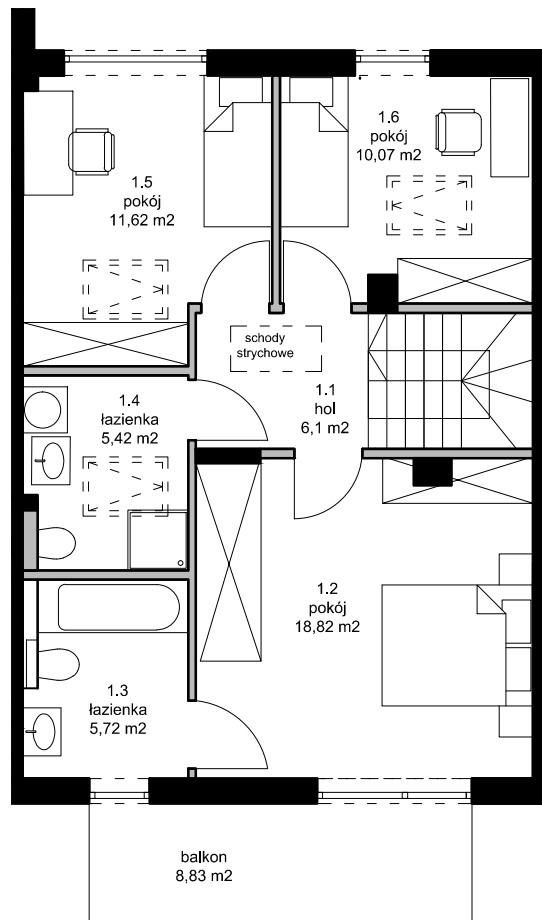 1.6
pokój
10,07 m2
1.5
pokój
11,62 m2
schody
strychowe
1.1
hol
6,1 m2
1.4
łazienka
5,42 m2
1.2
pokój
18,82 m2
1.3
łazienka
5,72 m2
balkon
8,83 m2